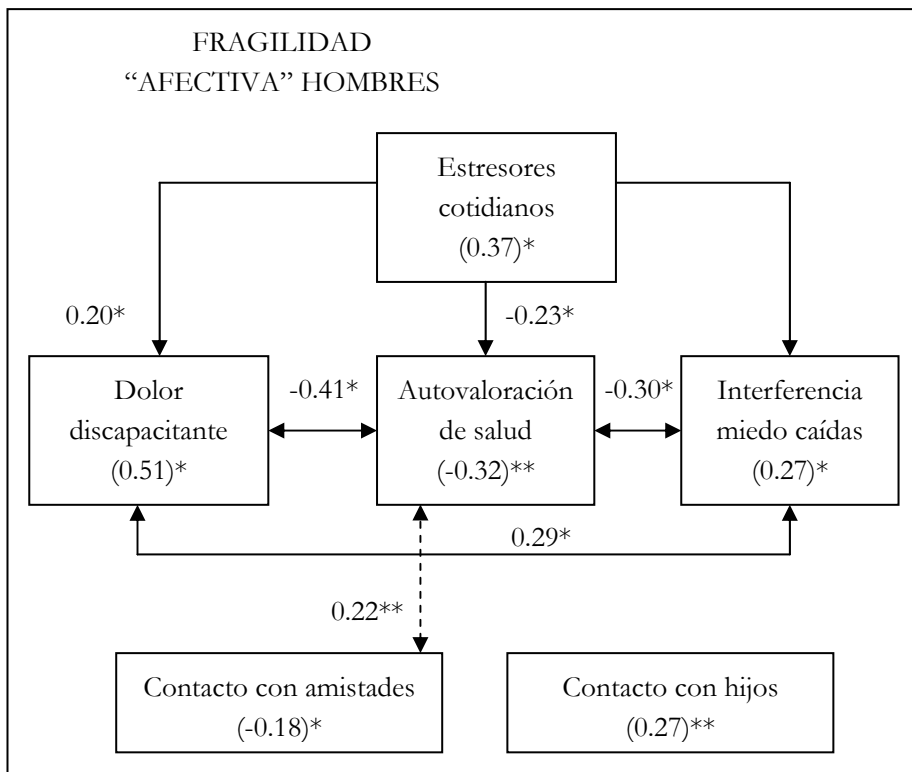 FRAGILIDAD
“AFECTIVA” HOMBRES
Estresores
cotidianos
(0.37)*
0.20*
-0.23*
Dolor
discapacitante
(0.51)*
-0.41*
Autovaloración
de salud
(-0.32)**
-0.30*
Interferencia
miedo caídas
(0.27)*
0.29*
0.22**
Contacto con amistades
(-0.18)*
Contacto con hijos
(0.27)**